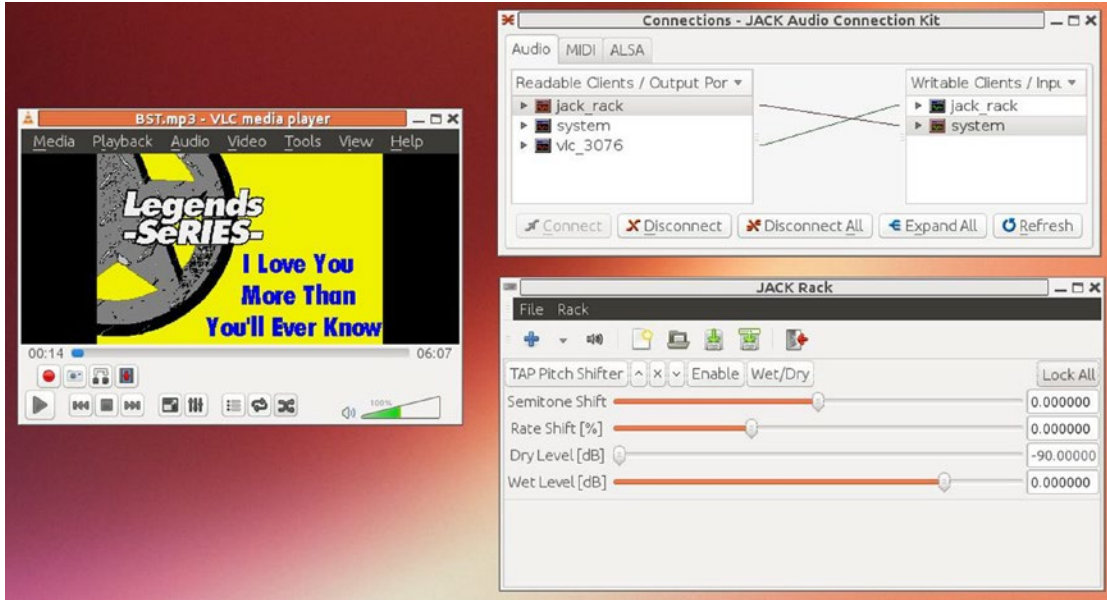 BST.mp3 - VLC media player
Media Playback Audio Video Tools View Help
Legends
-SeRIES-
I Love You
More Than
You'll Ever Know
00:14 06:07
100%
Connections - JACK Audio Connection Kit
Audio MIDI ALSA
Readable Clients / Output Por Writable Clients / Inpu
jack_rack jack_rack
system system
vlc_3076
Connect Disconnect Disconnect All Expand All Refresh
JACK Rack
File Rack
TAP Pitch Shifter Enable Wet/Dry Lock All
Semitone Shift 0.000000
Rate Shift [%] 0.000000
Dry Level [dB] -90.00000
Wet Level [dB] 0.000000